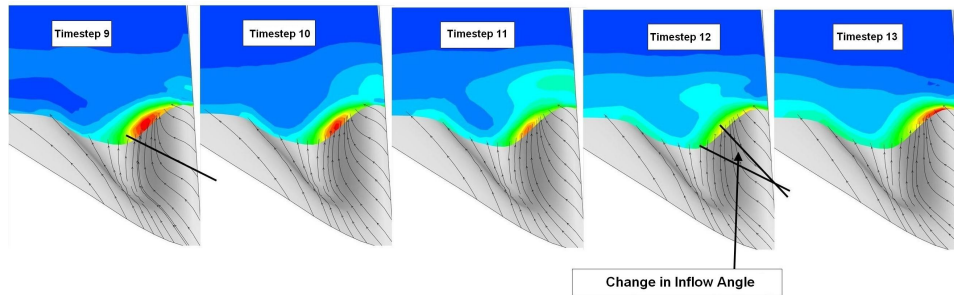 Timestep 9
Timestep 10
Timestep 11
Timestep 12
Timestep 13
Change in Inflow Angle